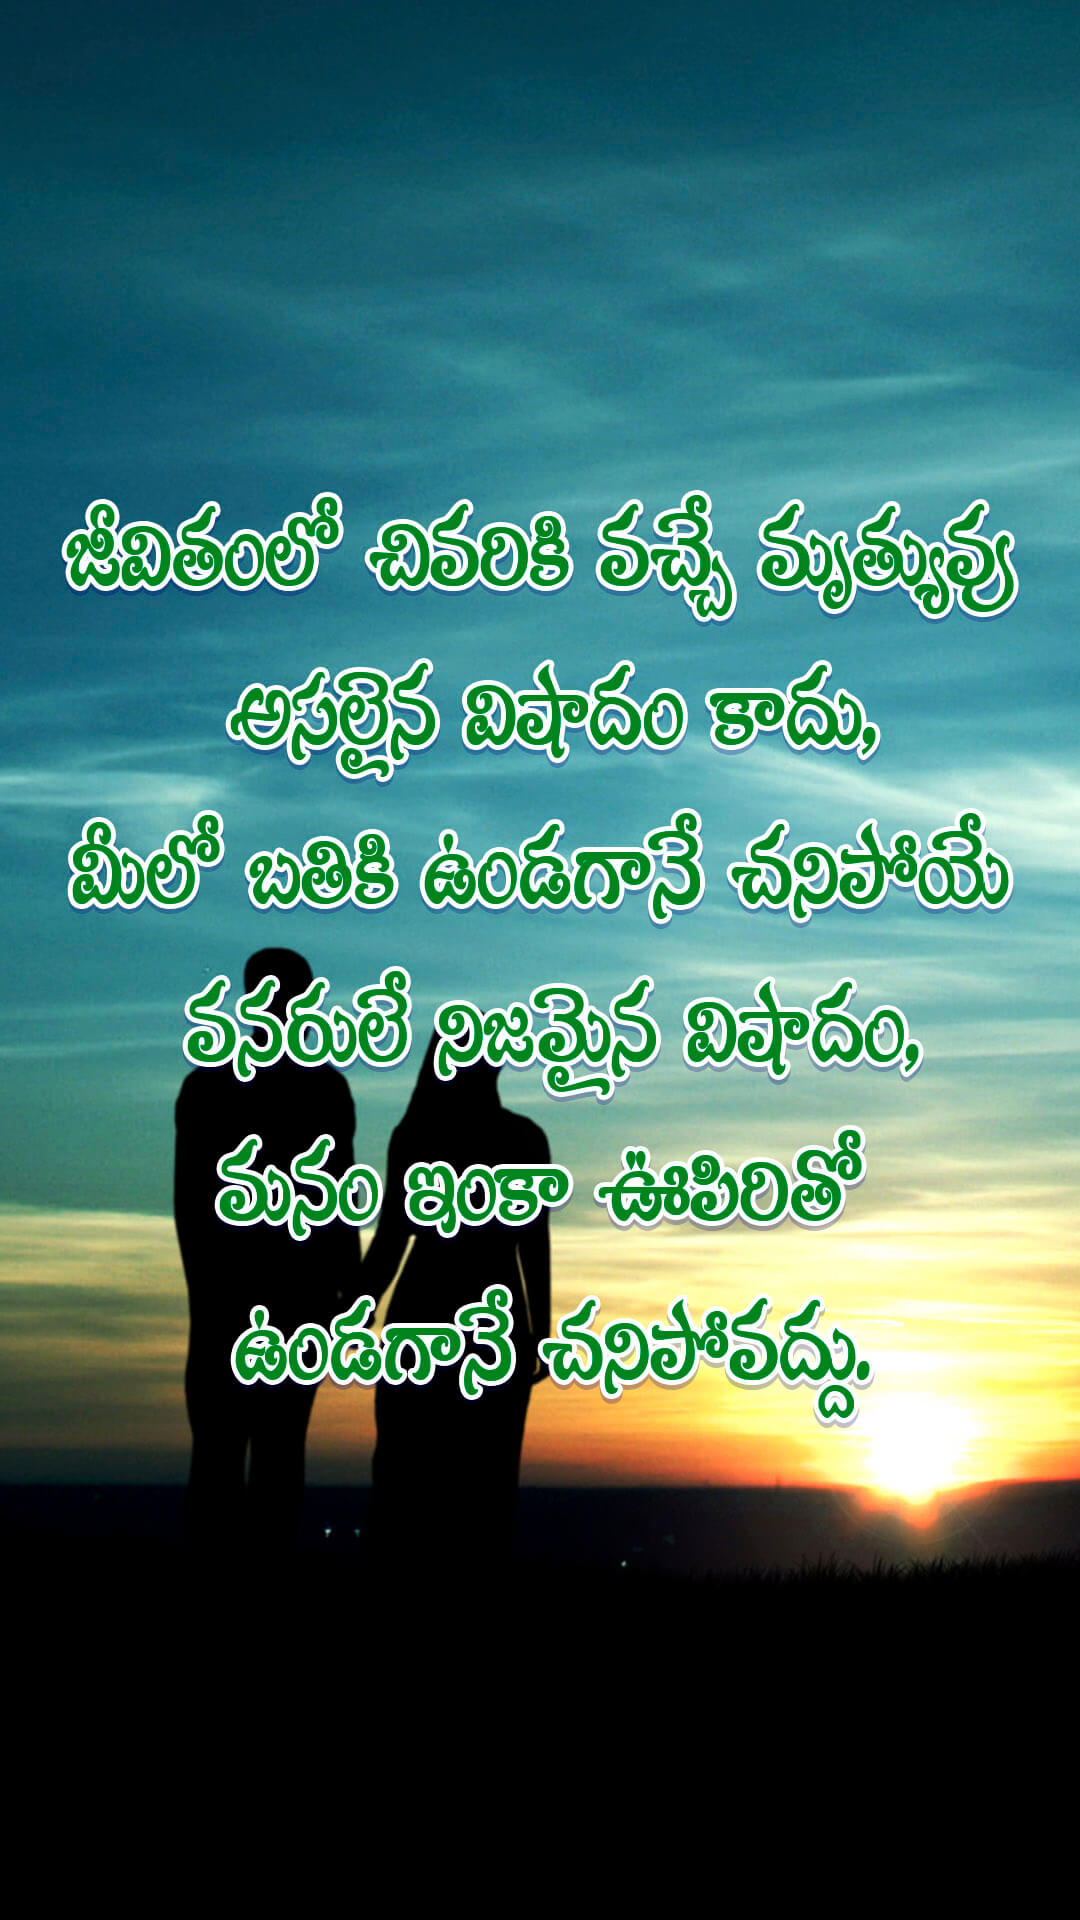 జీవితంలో చివరికి వచ్చే మృత్యువు
అసలైన విషాదం కాదు,
మీలో బతికి ఉండగానే చనిపోయే
వనరులే నిజమైన విషాదం,
మనం ఇంకా ఊపిరితో
ఉండగానే చనిపోవద్దు.